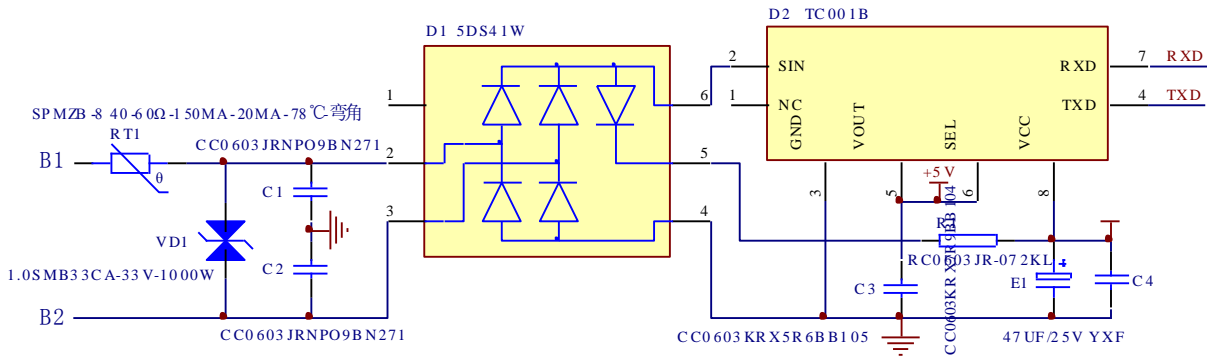 D2 TC001B
D1 5DS41W
2 SIN RXD 7 RXD
1 NC TXD 4 TXD
GND VOUT SEL VCC
3 5 6 8
+5V
1 2 3 6 5 4
SPMZB-8 40-60Ω-150MA-20MA-78℃-弯角
RT1
θ
CC0603JRNPO9BN271
B1
C1
VD1
C2
1.0SMB33CA-33V-1000W
B2
CC0603JRNPO9BN271
R
RC0603JR-072KL
C3
E1
+
C4
CC0603KRX5R6BB105
CC0603KRX7R9BB104
47UF/25V YXF